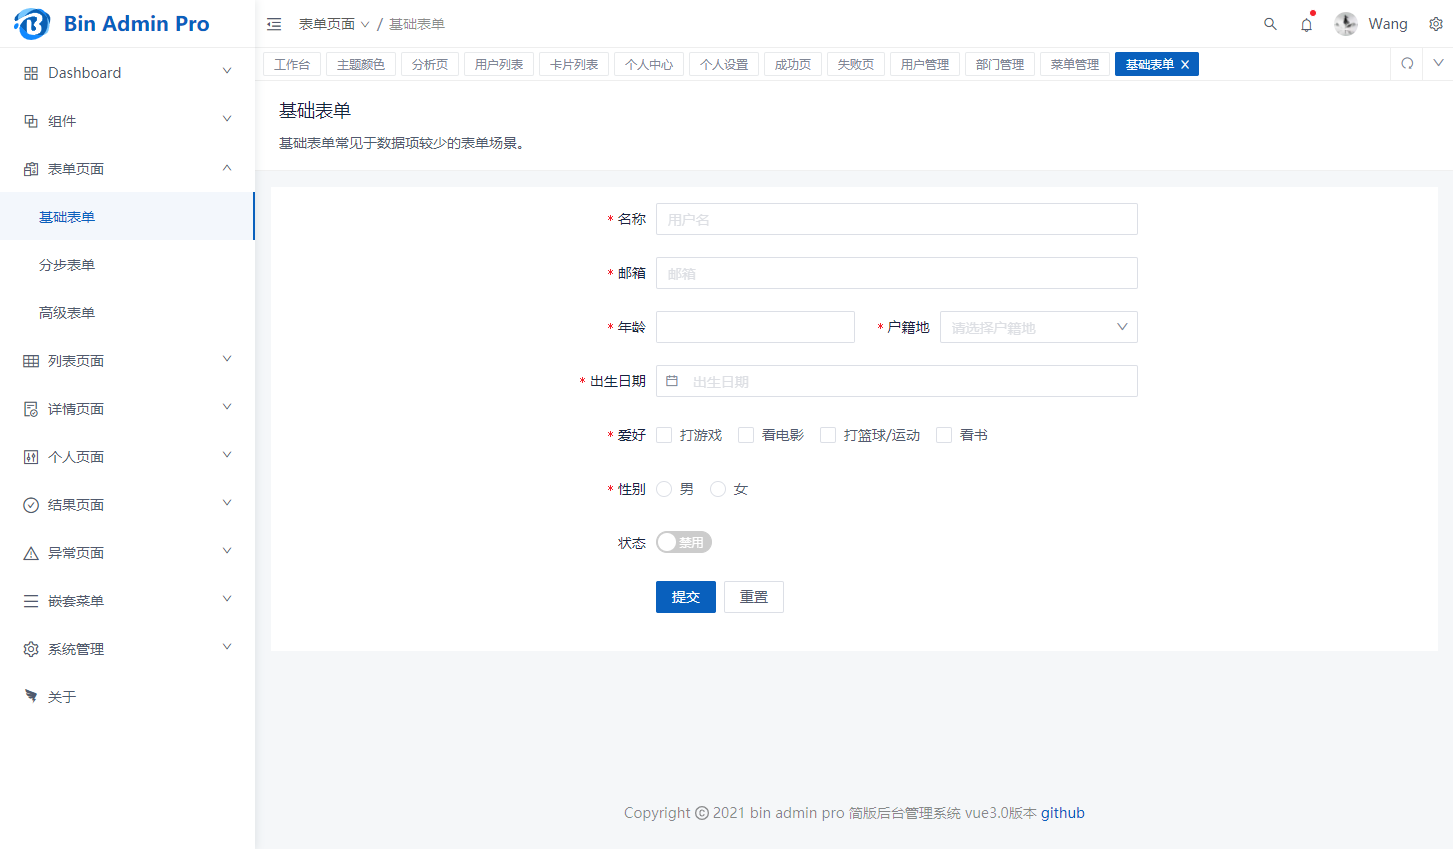 Bin Admin Pro
表单页面 / 基础表单
Wang
工作台 主题颜色 分析页 用户列表 卡片列表 个人中心 个人设置 成功页 失败页 用户管理 部门管理 菜单管理 基础表单
Dashboard
组件
表单页面
基础表单
分步表单
高级表单
列表页面
详情页面
个人页面
结果页面
异常页面
嵌套菜单
系统管理
关于
基础表单
基础表单常见于数据项较少的表单场景。
* 名称 用户名
* 邮箱 邮箱
* 年龄 * 户籍地 请选择户籍地
* 出生日期 出生日期
* 爱好 打游戏 看电影 打篮球/运动 看书
* 性别 男 女
状态 禁用
提交 重置
Copyright © 2021 bin admin pro 简版后台管理系统 vue3.0版本 github